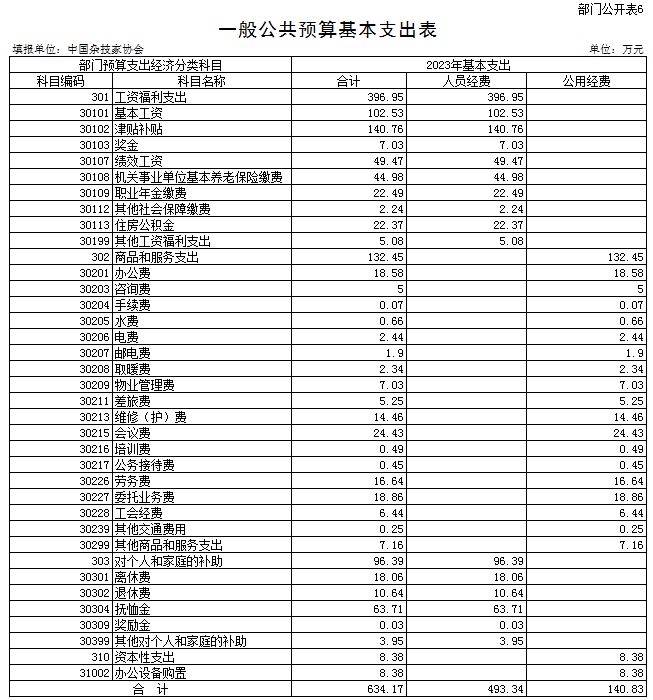 部门公开表6
一般公共预算基本支出表
填报单位：中国杂技家协会 单位：万元
部门预算支出经济分类科目 2023年基本支出
科目编码 科目名称 合计 人员经费 公用经费
301 工资福利支出 396.95 396.95
30101 基本工资 102.53 102.53
30102 津贴补贴 140.76 140.76
30103 奖金 7.03 7.03
30107 绩效工资 49.47 49.47
30108 机关事业单位基本养老保险缴费 44.98 44.98
30109 职业年金缴费 22.49 22.49
30112 其他社会保障缴费 2.24 2.24
30113 住房公积金 22.37 22.37
30199 其他工资福利支出 5.08 5.08
302 商品和服务支出 132.45 132.45
30201 办公费 18.58 18.58
30203 咨询费 5 5
30204 手续费 0.07 0.07
30205 水费 0.66 0.66
30206 电费 2.44 2.44
30207 邮电费 1.9 1.9
30208 取暖费 2.34 2.34
30209 物业管理费 7.03 7.03
30211 差旅费 5.25 5.25
30213 维修（护）费 14.46 14.46
30215 会议费 24.43 24.43
30216 培训费 0.49 0.49
30217 公务接待费 0.45 0.45
30226 劳务费 16.64 16.64
30227 委托业务费 18.86 18.86
30228 工会经费 6.44 6.44
30239 其他交通费用 0.25 0.25
30299 其他商品和服务支出 7.16 7.16
303 对个人和家庭的补助 96.39 96.39
30301 离休费 18.06 18.06
30302 退休费 10.64 10.64
30304 抚恤金 63.71 63.71
30309 奖励金 0.03 0.03
30399 其他对个人和家庭的补助 3.95 3.95
310 资本性支出 8.38 8.38
31002 办公设备购置 8.38 8.38
合 计 634.17 493.34 140.83